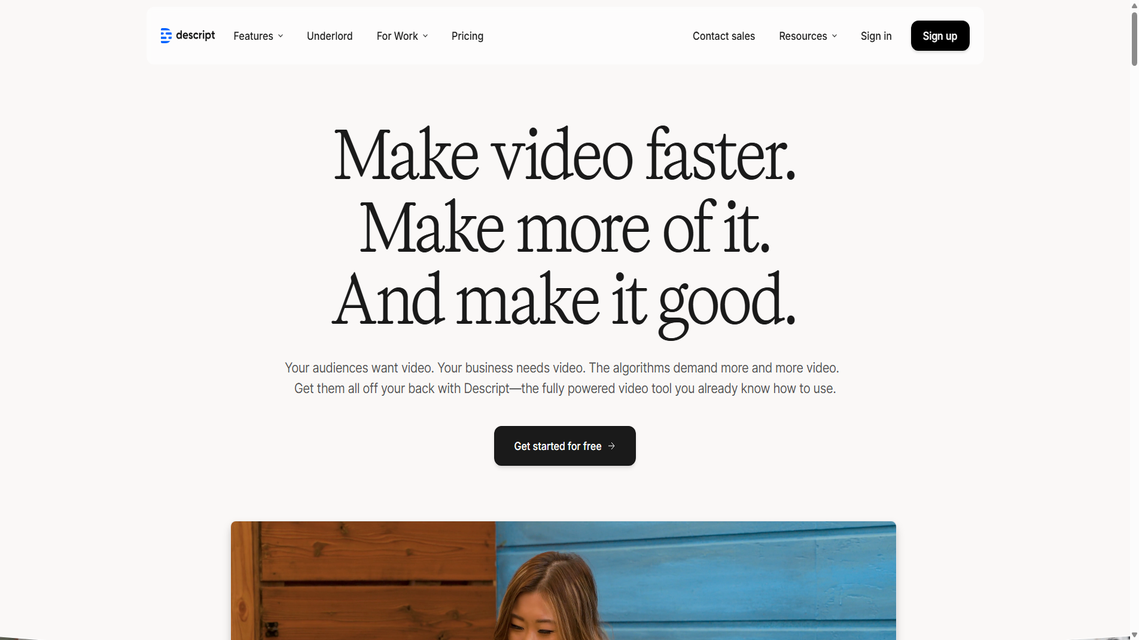 descript Features Underlord For Work Pricing Contact sales Resources Sign in Sign up
Make video faster.
Make more of it.
And make it good.
Your audiences want video. Your business needs video. The algorithms demand more and more video.
Get them all off your back with Descript—the fully powered video tool you already know how to use.
Get started for free →